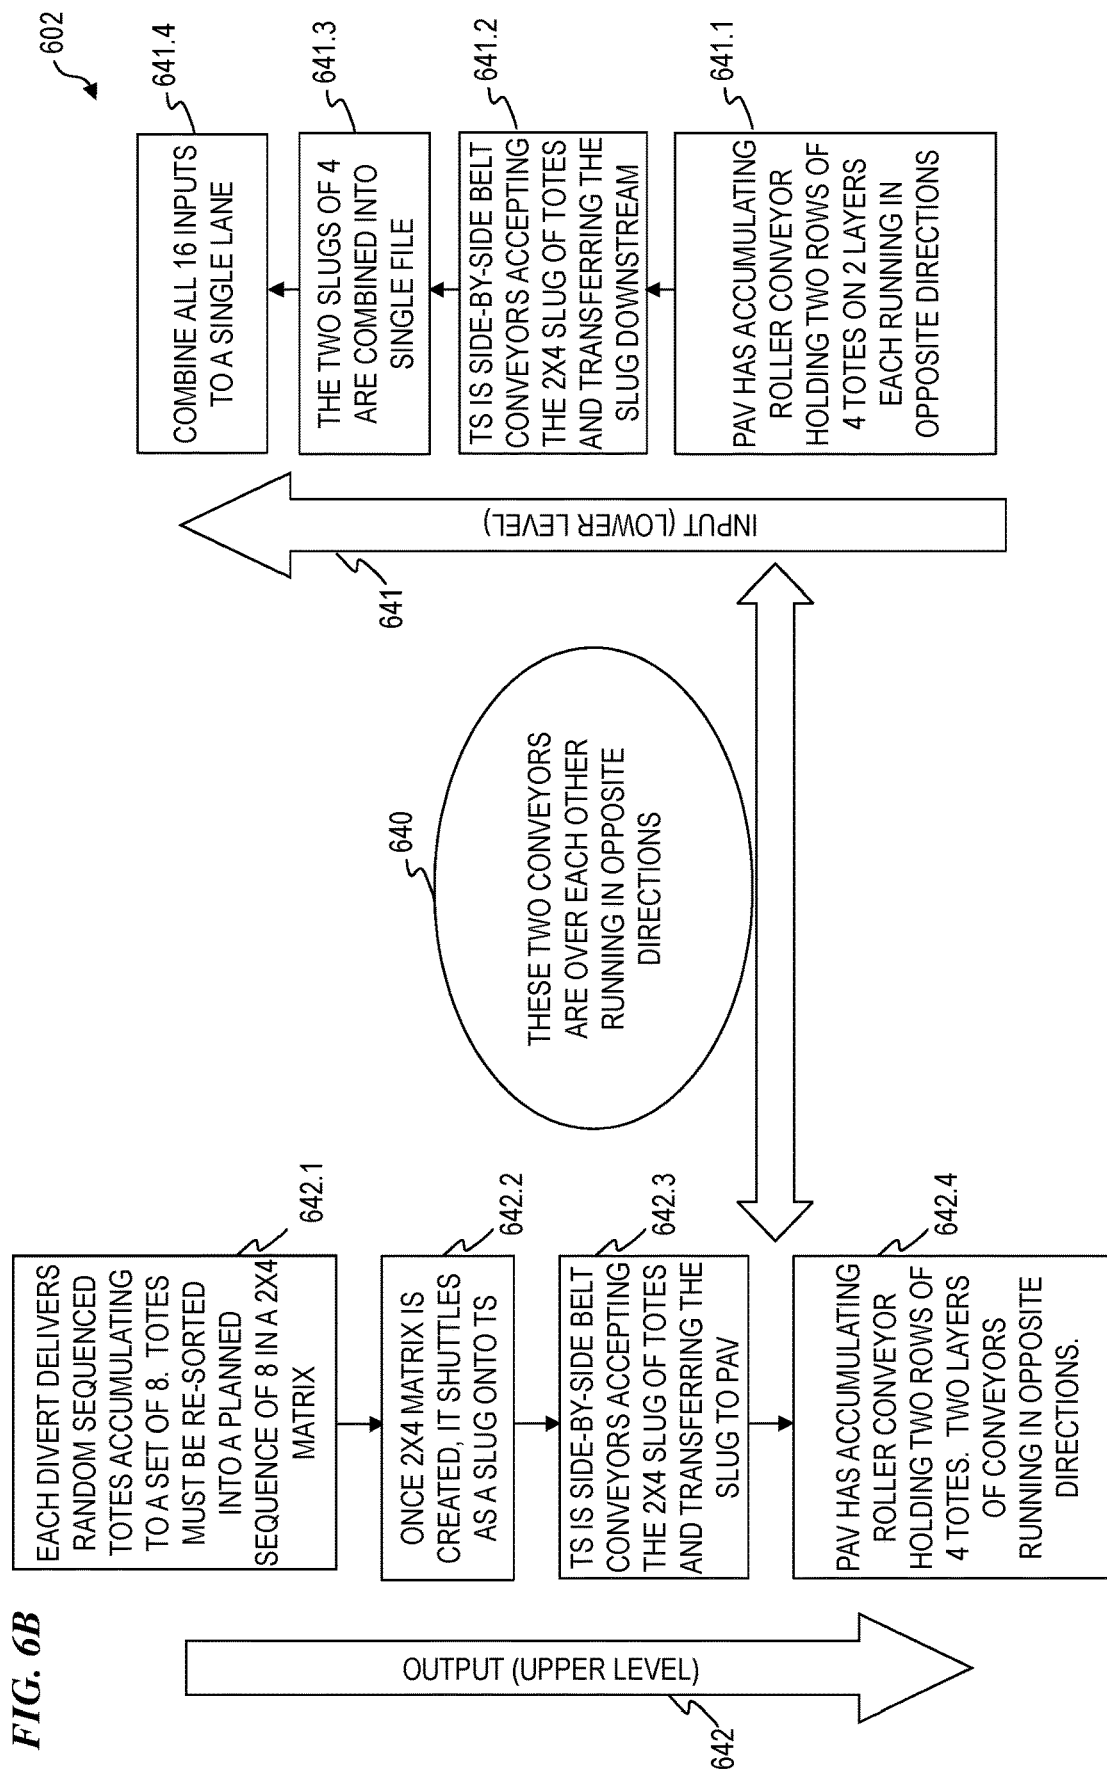 FIG. 6B
602
OUTPUT (UPPER LEVEL)
642
EACH DIVERT DELIVERS
RANDOM SEQUENCED
TOTES ACCUMULATING
TO A SET OF 8. TOTES
MUST BE RE-SORTED
INTO A PLANNED
SEQUENCE OF 8 IN A 2X4
MATRIX
642.1
ONCE 2X4 MATRIX IS
CREATED, IT SHUTTLES
AS A SLUG ONTO TS
642.2
TS IS SIDE-BY-SIDE BELT
CONVEYORS ACCEPTING
THE 2X4 SLUG OF TOTES
AND TRANSFERRING THE
SLUG TO PAV
642.3
PAV HAS ACCUMULATING
ROLLER CONVEYOR
HOLDING TWO ROWS OF
4 TOTES. TWO LAYERS
OF CONVEYORS
RUNNING IN OPPOSITE
DIRECTIONS.
642.4
640
THESE TWO CONVEYORS
ARE OVER EACH OTHER
RUNNING IN OPPOSITE
DIRECTIONS
641
INPUT (LOWER LEVEL)
COMBINE ALL 16 INPUTS
TO A SINGLE LANE
641.4
THE TWO SLUGS OF 4
ARE COMBINED INTO
SINGLE FILE
641.3
TS IS SIDE-BY-SIDE BELT
CONVEYORS ACCEPTING
THE 2X4 SLUG OF TOTES
AND TRANSFERRING THE
SLUG DOWNSTREAM
641.2
PAV HAS ACCUMULATING
ROLLER CONVEYOR
HOLDING TWO ROWS OF
4 TOTES ON 2 LAYERS
EACH RUNNING IN
OPPOSITE DIRECTIONS
641.1